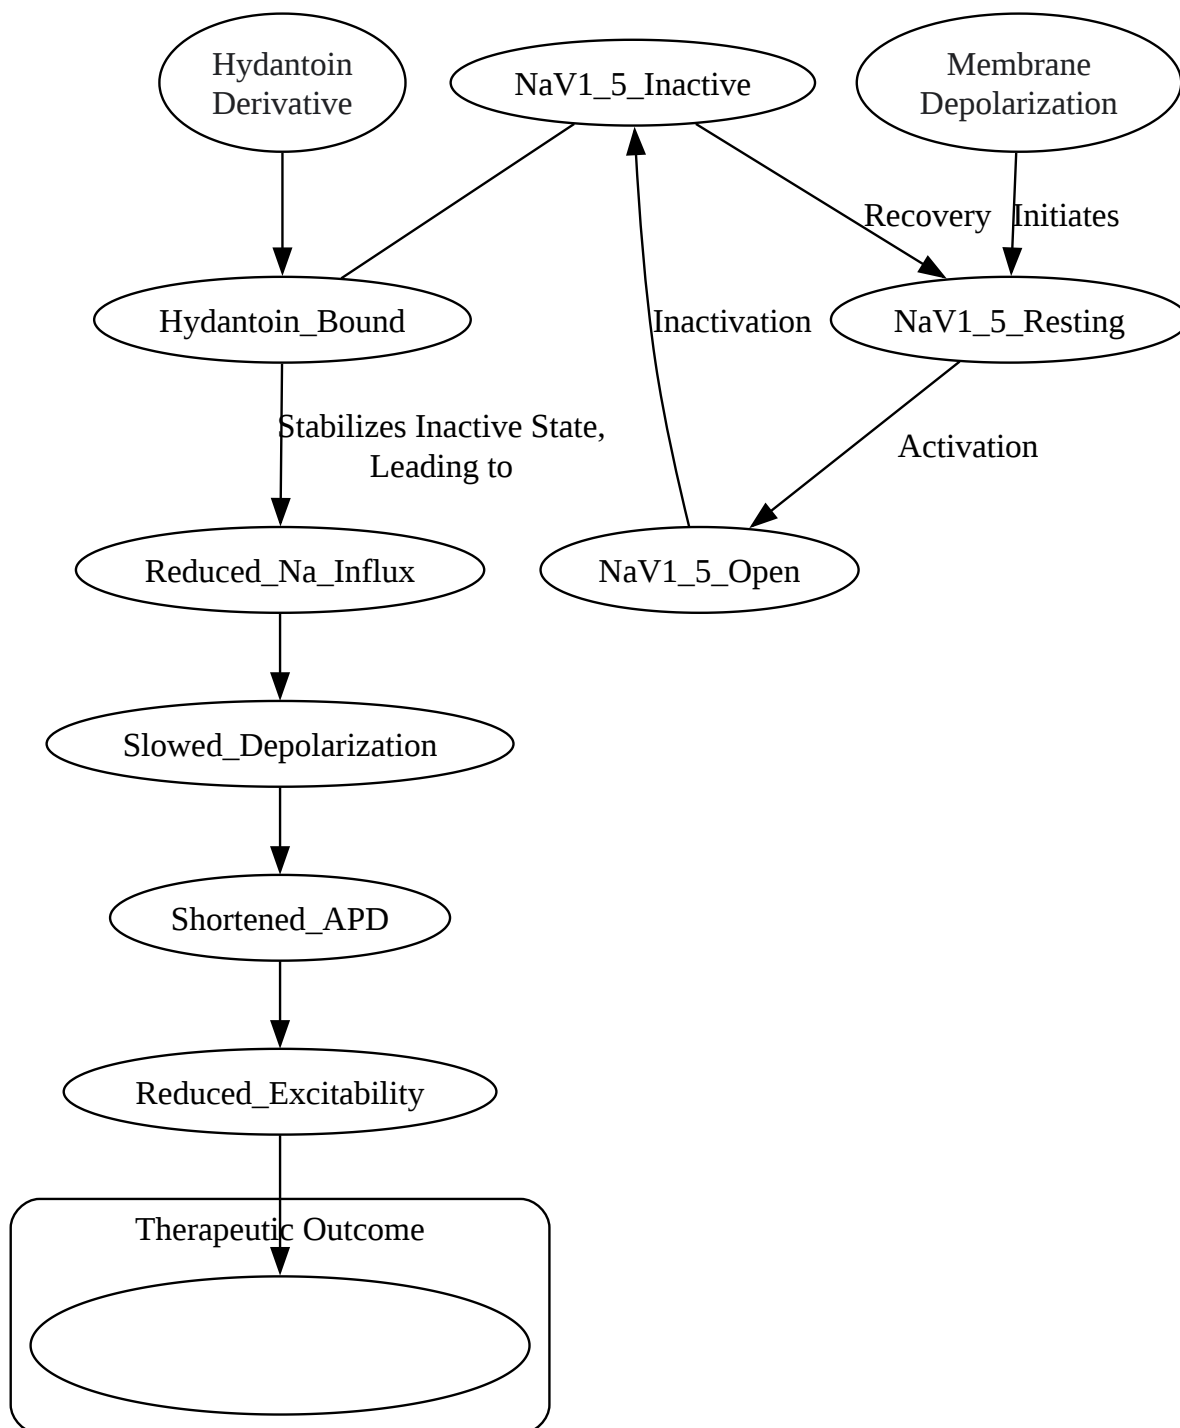 Hydantoin
Derivative
NaV1_5_Inactive
Membrane
Depolarization
Recovery
Initiates
Hydantoin_Bound
Inactivation
NaV1_5_Resting
Stabilizes Inactive State,
Leading to
Activation
Reduced_Na_Influx
NaV1_5_Open
Slowed_Depolarization
Shortened_APD
Reduced_Excitability
Therapeutic Outcome